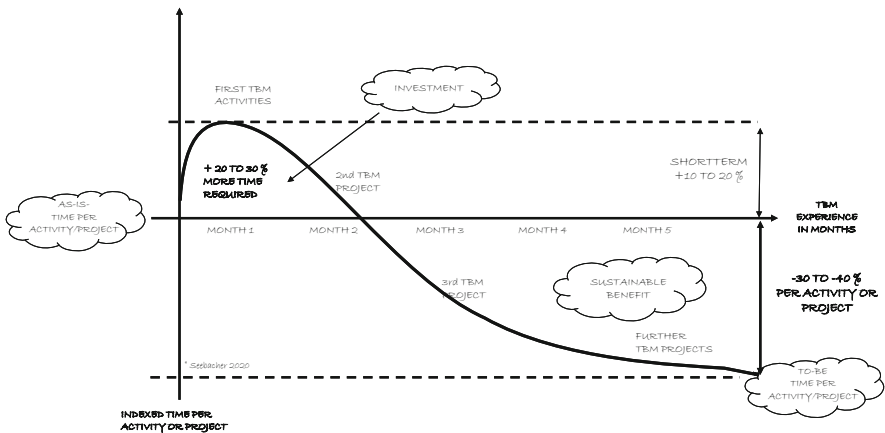 FIRST TBM
ACTIVITIES
INVESTMENT
+ 20 TO 30 %
MORE TIME
REQUIRED
2nd TBM
PROJECT
SHORTTERM
+10 TO 20 %
AS-IS-
TIME PER
ACTIVITY/PROJECT
TBM
EXPERIENCE
IN MONTHS
MONTH 1
MONTH 2
MONTH 3
MONTH 4
MONTH 5
3rd TBM
PROJECT
SUSTAINABLE
BENEFIT
-30 TO -40 %
PER ACTIVITY OR
PROJECT
FURTHER
TBM PROJECTS
* Seebacher 2020
TO-BE
TIME PER
ACTIVITY/PROJECT
INDEXED TIME PER
ACTIVITY OR PROJECT